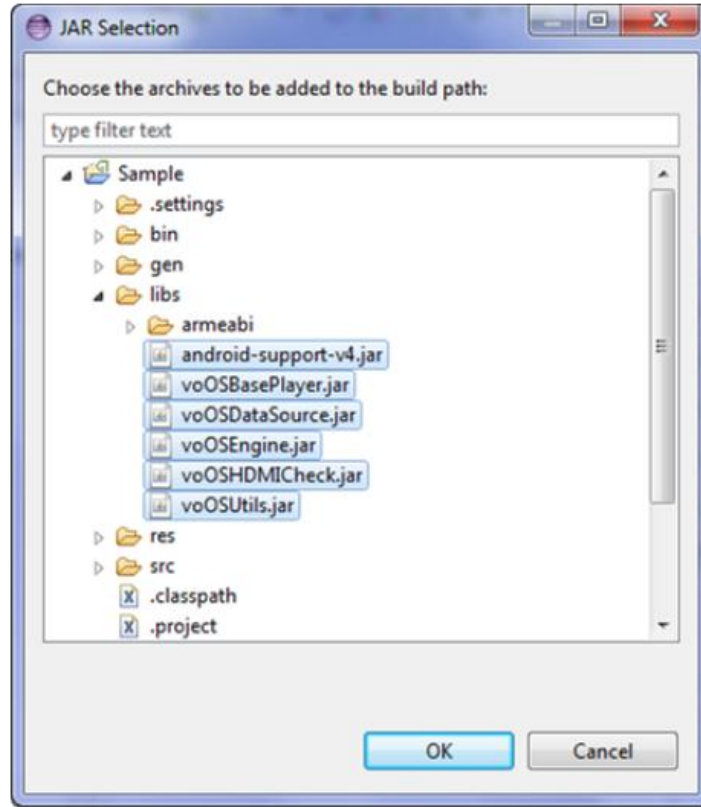 JAR Selection
Choose the archives to be added to the build path:
type filter text
Sample
.settings
bin
gen
libs
armeabi
android-support-v4.jar
voOSBasePlayer.jar
voOSDataSource.jar
voOSEngine.jar
voOSHDMICheck.jar
voOSUtils.jar
res
src
.classpath
.project
OK Cancel